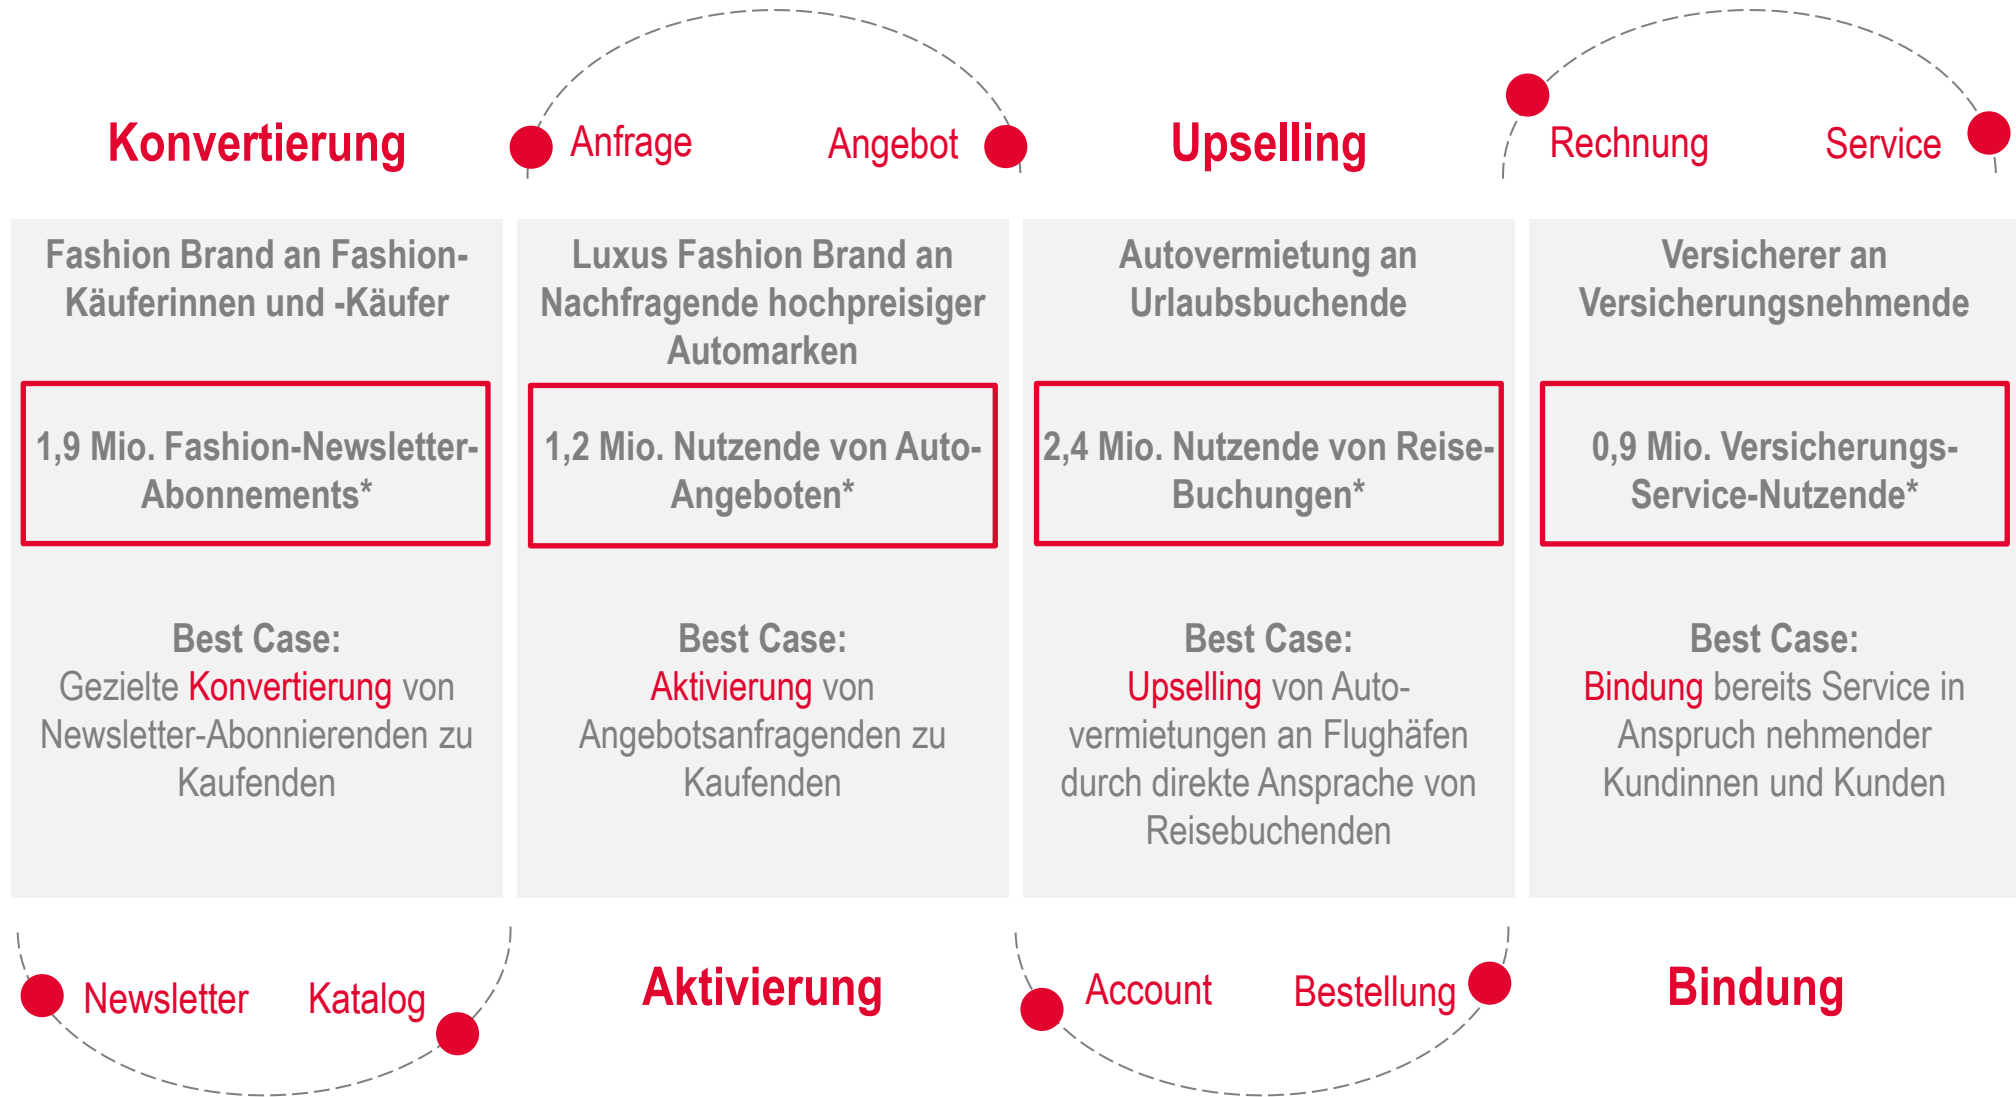 Konvertierung
Anfrage
Angebot
Upselling
Rechnung
Service
Fashion Brand an Fashion-
Käuferinnen und -Käufer
1,9 Mio. Fashion-Newsletter-
Abonnements*
Best Case:
Gezielte Konvertierung von
Newsletter-Abonnierenden zu
Kaufenden
Luxus Fashion Brand an
Nachfragende hochpreisiger
Automarken
1,2 Mio. Nutzende von Auto-
Angeboten*
Best Case:
Aktivierung von
Angebotsanfragenden zu
Kaufenden
Autovermietung an
Urlaubsbuchende
2,4 Mio. Nutzende von Reise-
Buchungen*
Best Case:
Upselling von Auto-
vermietungen an Flughäfen
durch direkte Ansprache von
Reisebuchenden
Versicherer an
Versicherungsnehmende
0,9 Mio. Versicherungs-
Service-Nutzende*
Best Case:
Bindung bereits Service in
Anspruch nehmender
Kundinnen und Kunden
Newsletter
Katalog
Aktivierung
Account
Bestellung
Bindung